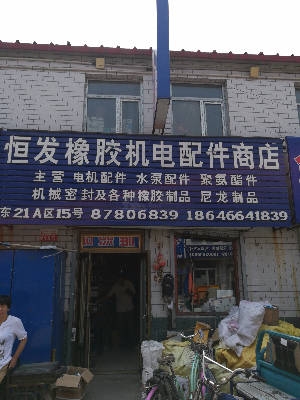 恒发橡胶机电配件商店
主营 电机配件 水泵配件 聚氨酯件
机械密封及各种橡胶制品 尼龙制品
东21A区15号 87806839 18646641839